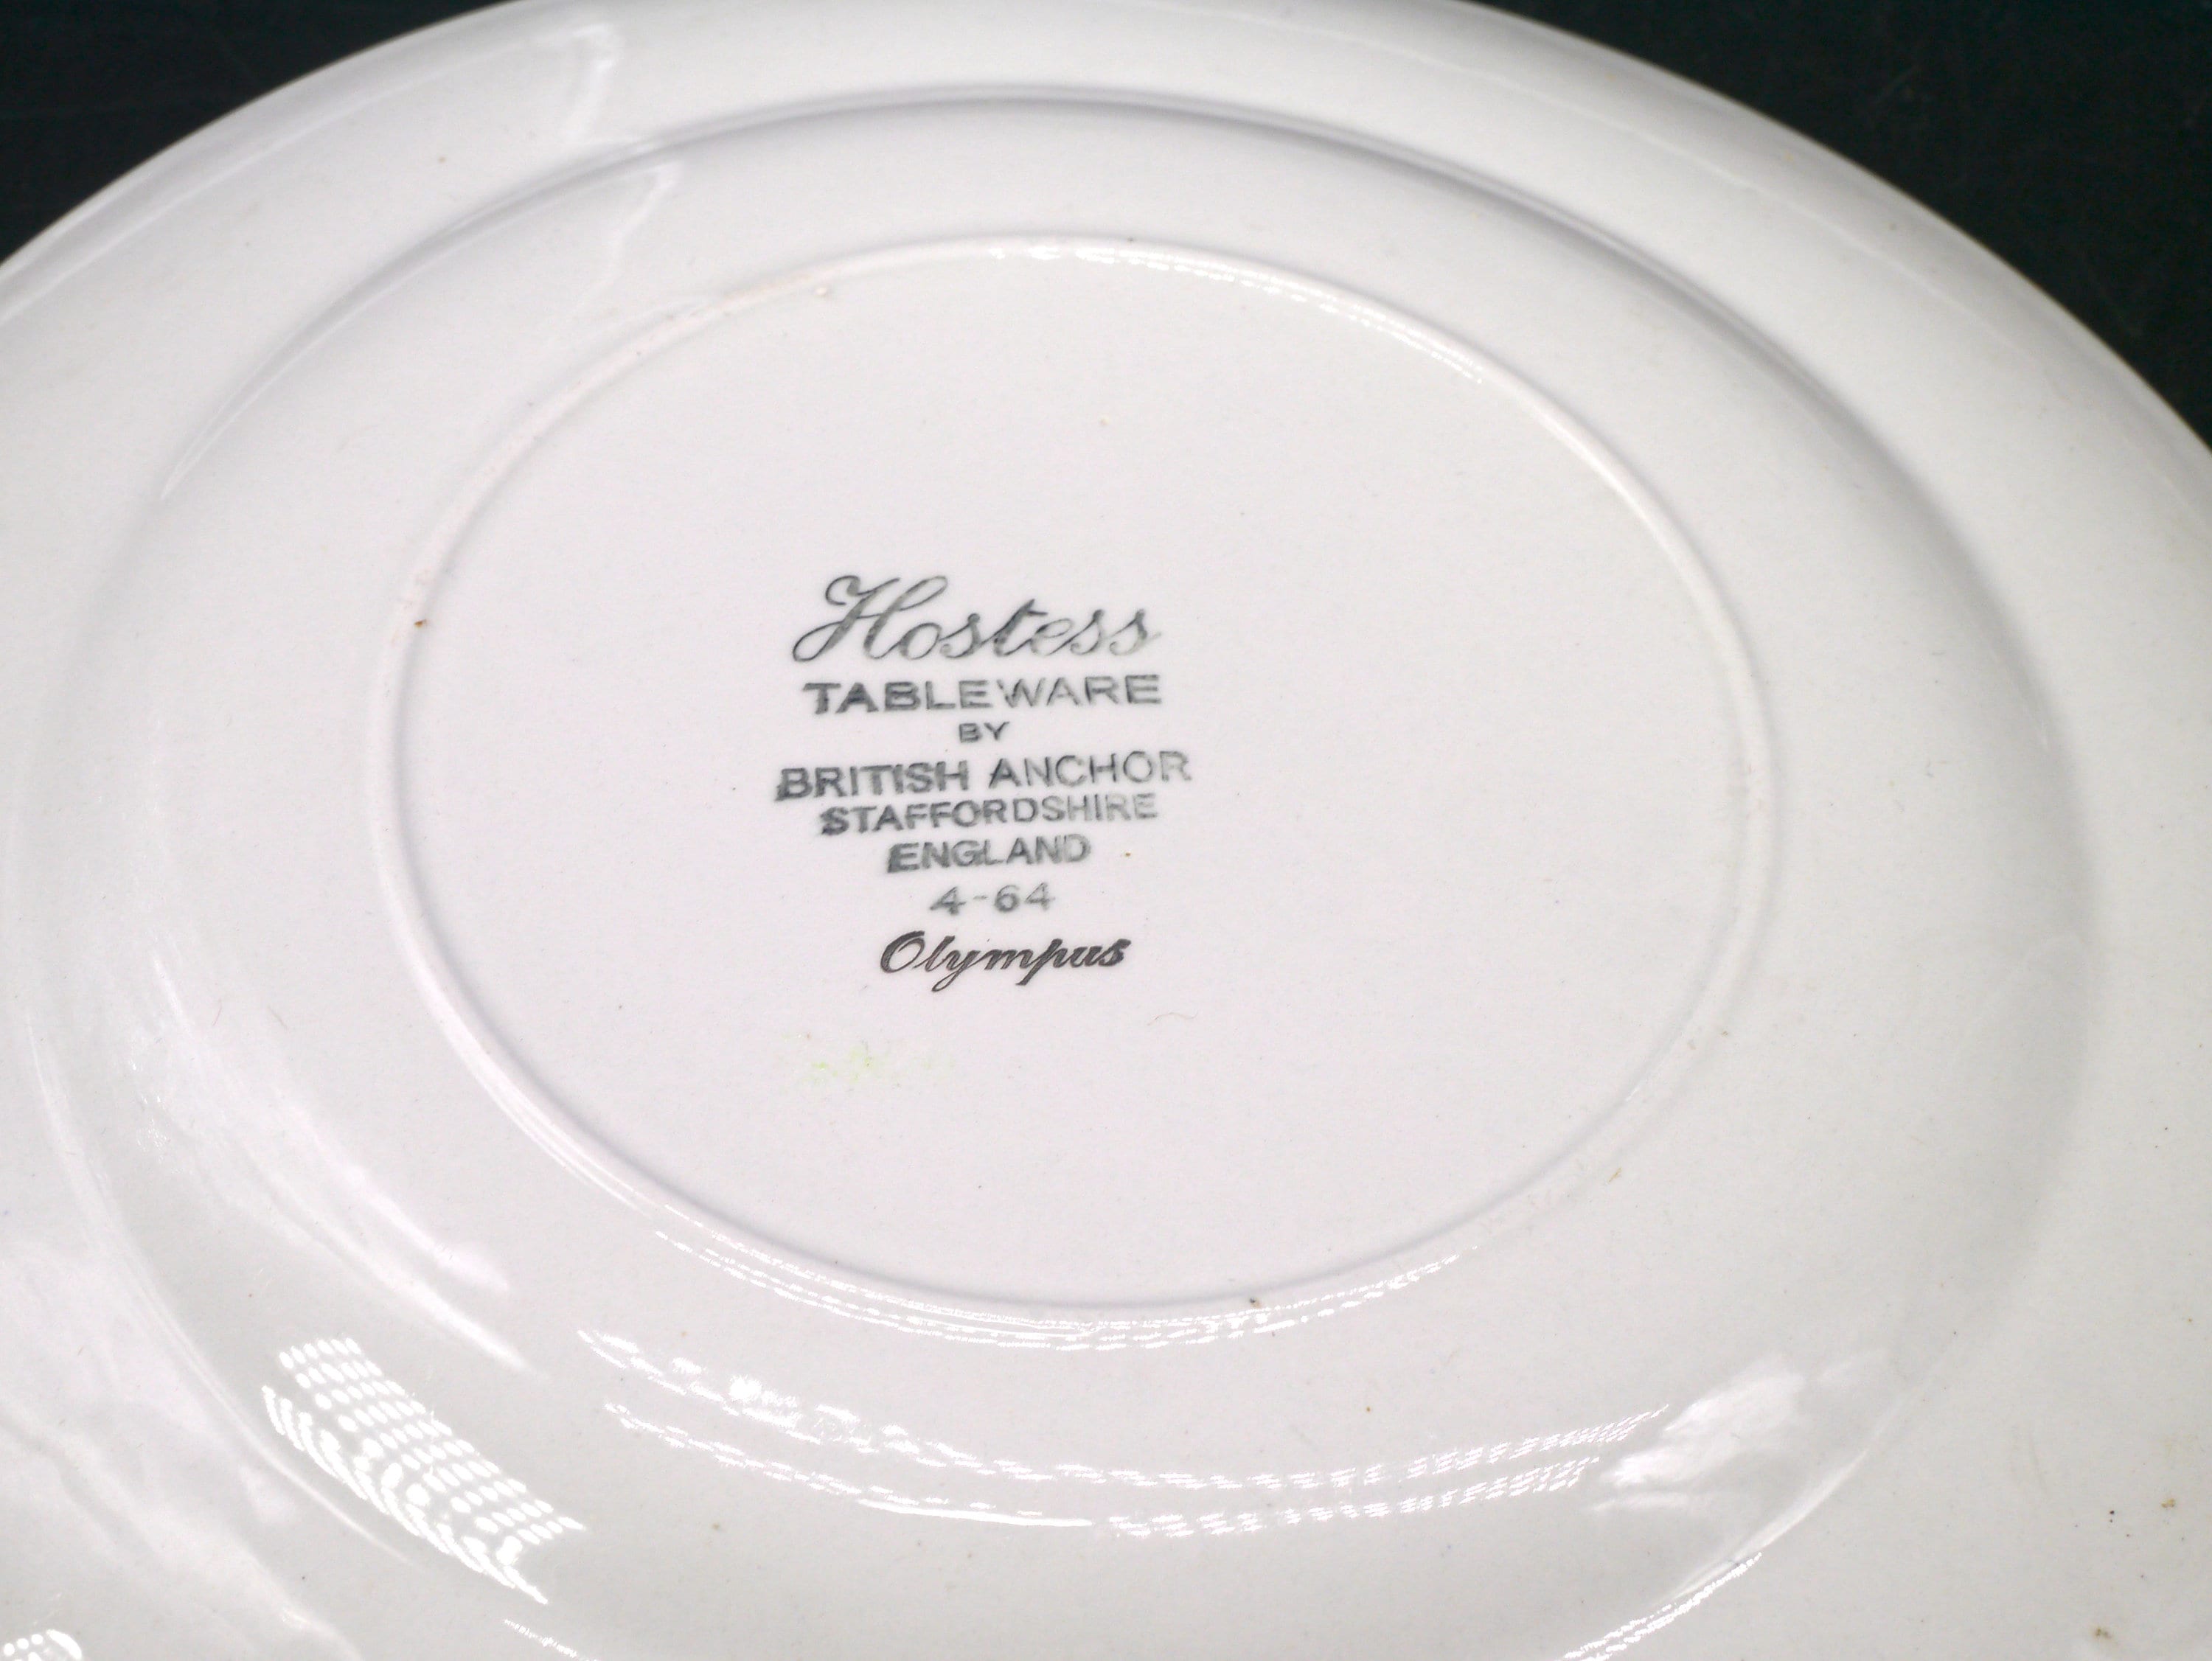 Hostess
TABLEWARE
BY
BRITISH ANCHOR
STAFFORDSHIRE
ENGLAND
4-64
Olympus